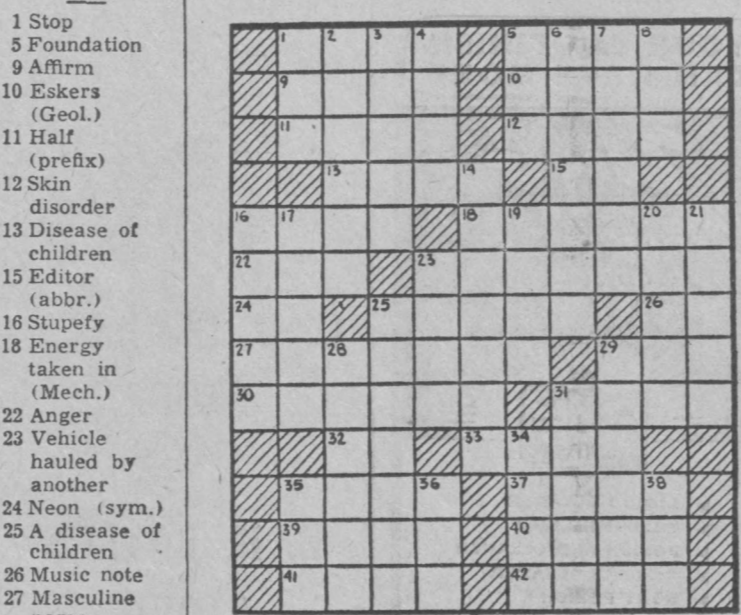 1 Stop
5 Foundation
9 Affirm
10 Eskers
(Geol.)
11 Half
(prefix)
12 Skin
disorder
13 Disease of
children
15 Editor
(abbr.)
16 Stupefy
18 Energy
taken in
(Mech.)
22 Anger
23 Vehicle
hauled by
another
24 Neon (sym.)
25 A disease of
children
26 Music note
27 Masculine
1 2 3 4 5 6 7 8
9 10
11 12
13 14 15
16 17 18 19 20 21
22 23
24 25 26
27 28 29
30 31
32 33 34
35 36 37 38
39 40
41 42